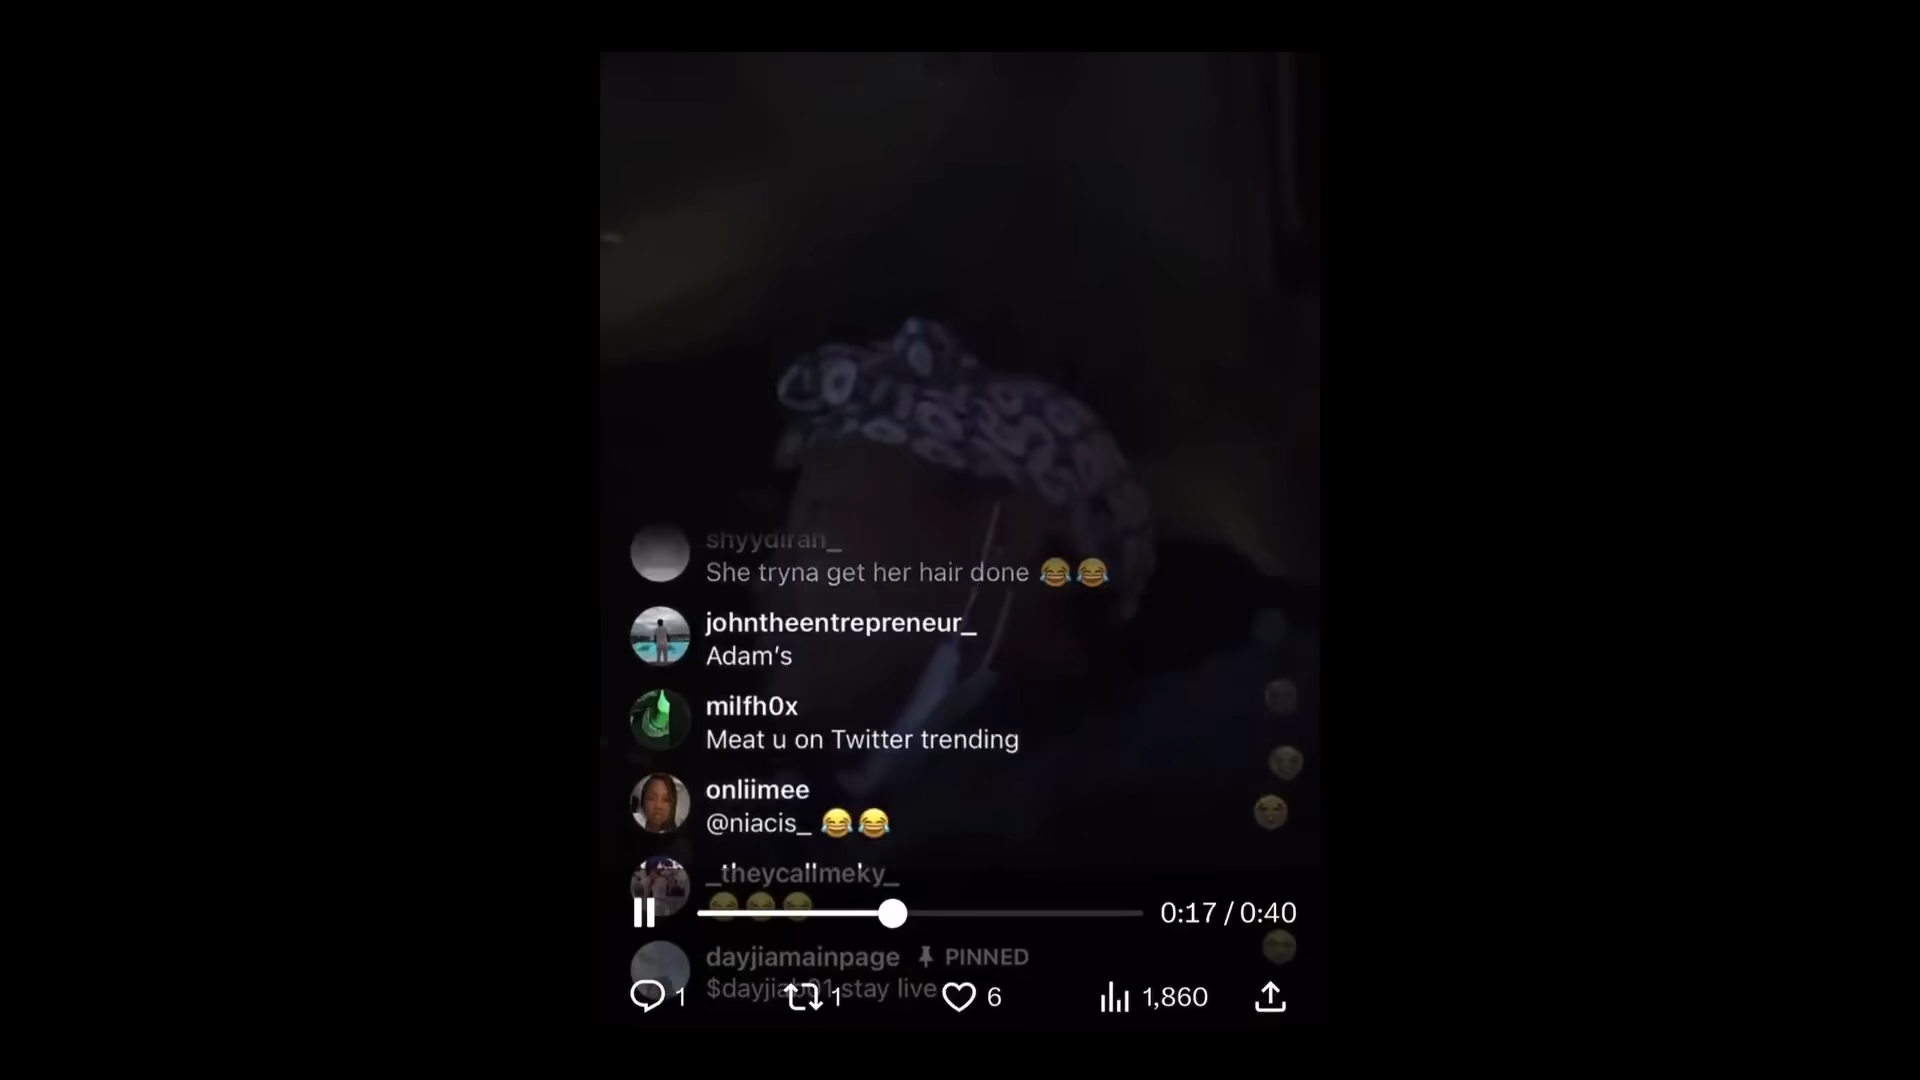 shyydiran_
She tryna get her hair done 😂😂
johntheentrepreneur_
Adam's
milfh0x
Meat u on Twitter trending
onliimee
@niacis_ 😂😂
_theycallmeky_
😂😂😂
0:17 / 0:40
dayjiamainpage PINNED
$dayjiab01 stay live
1 1 6 1,860